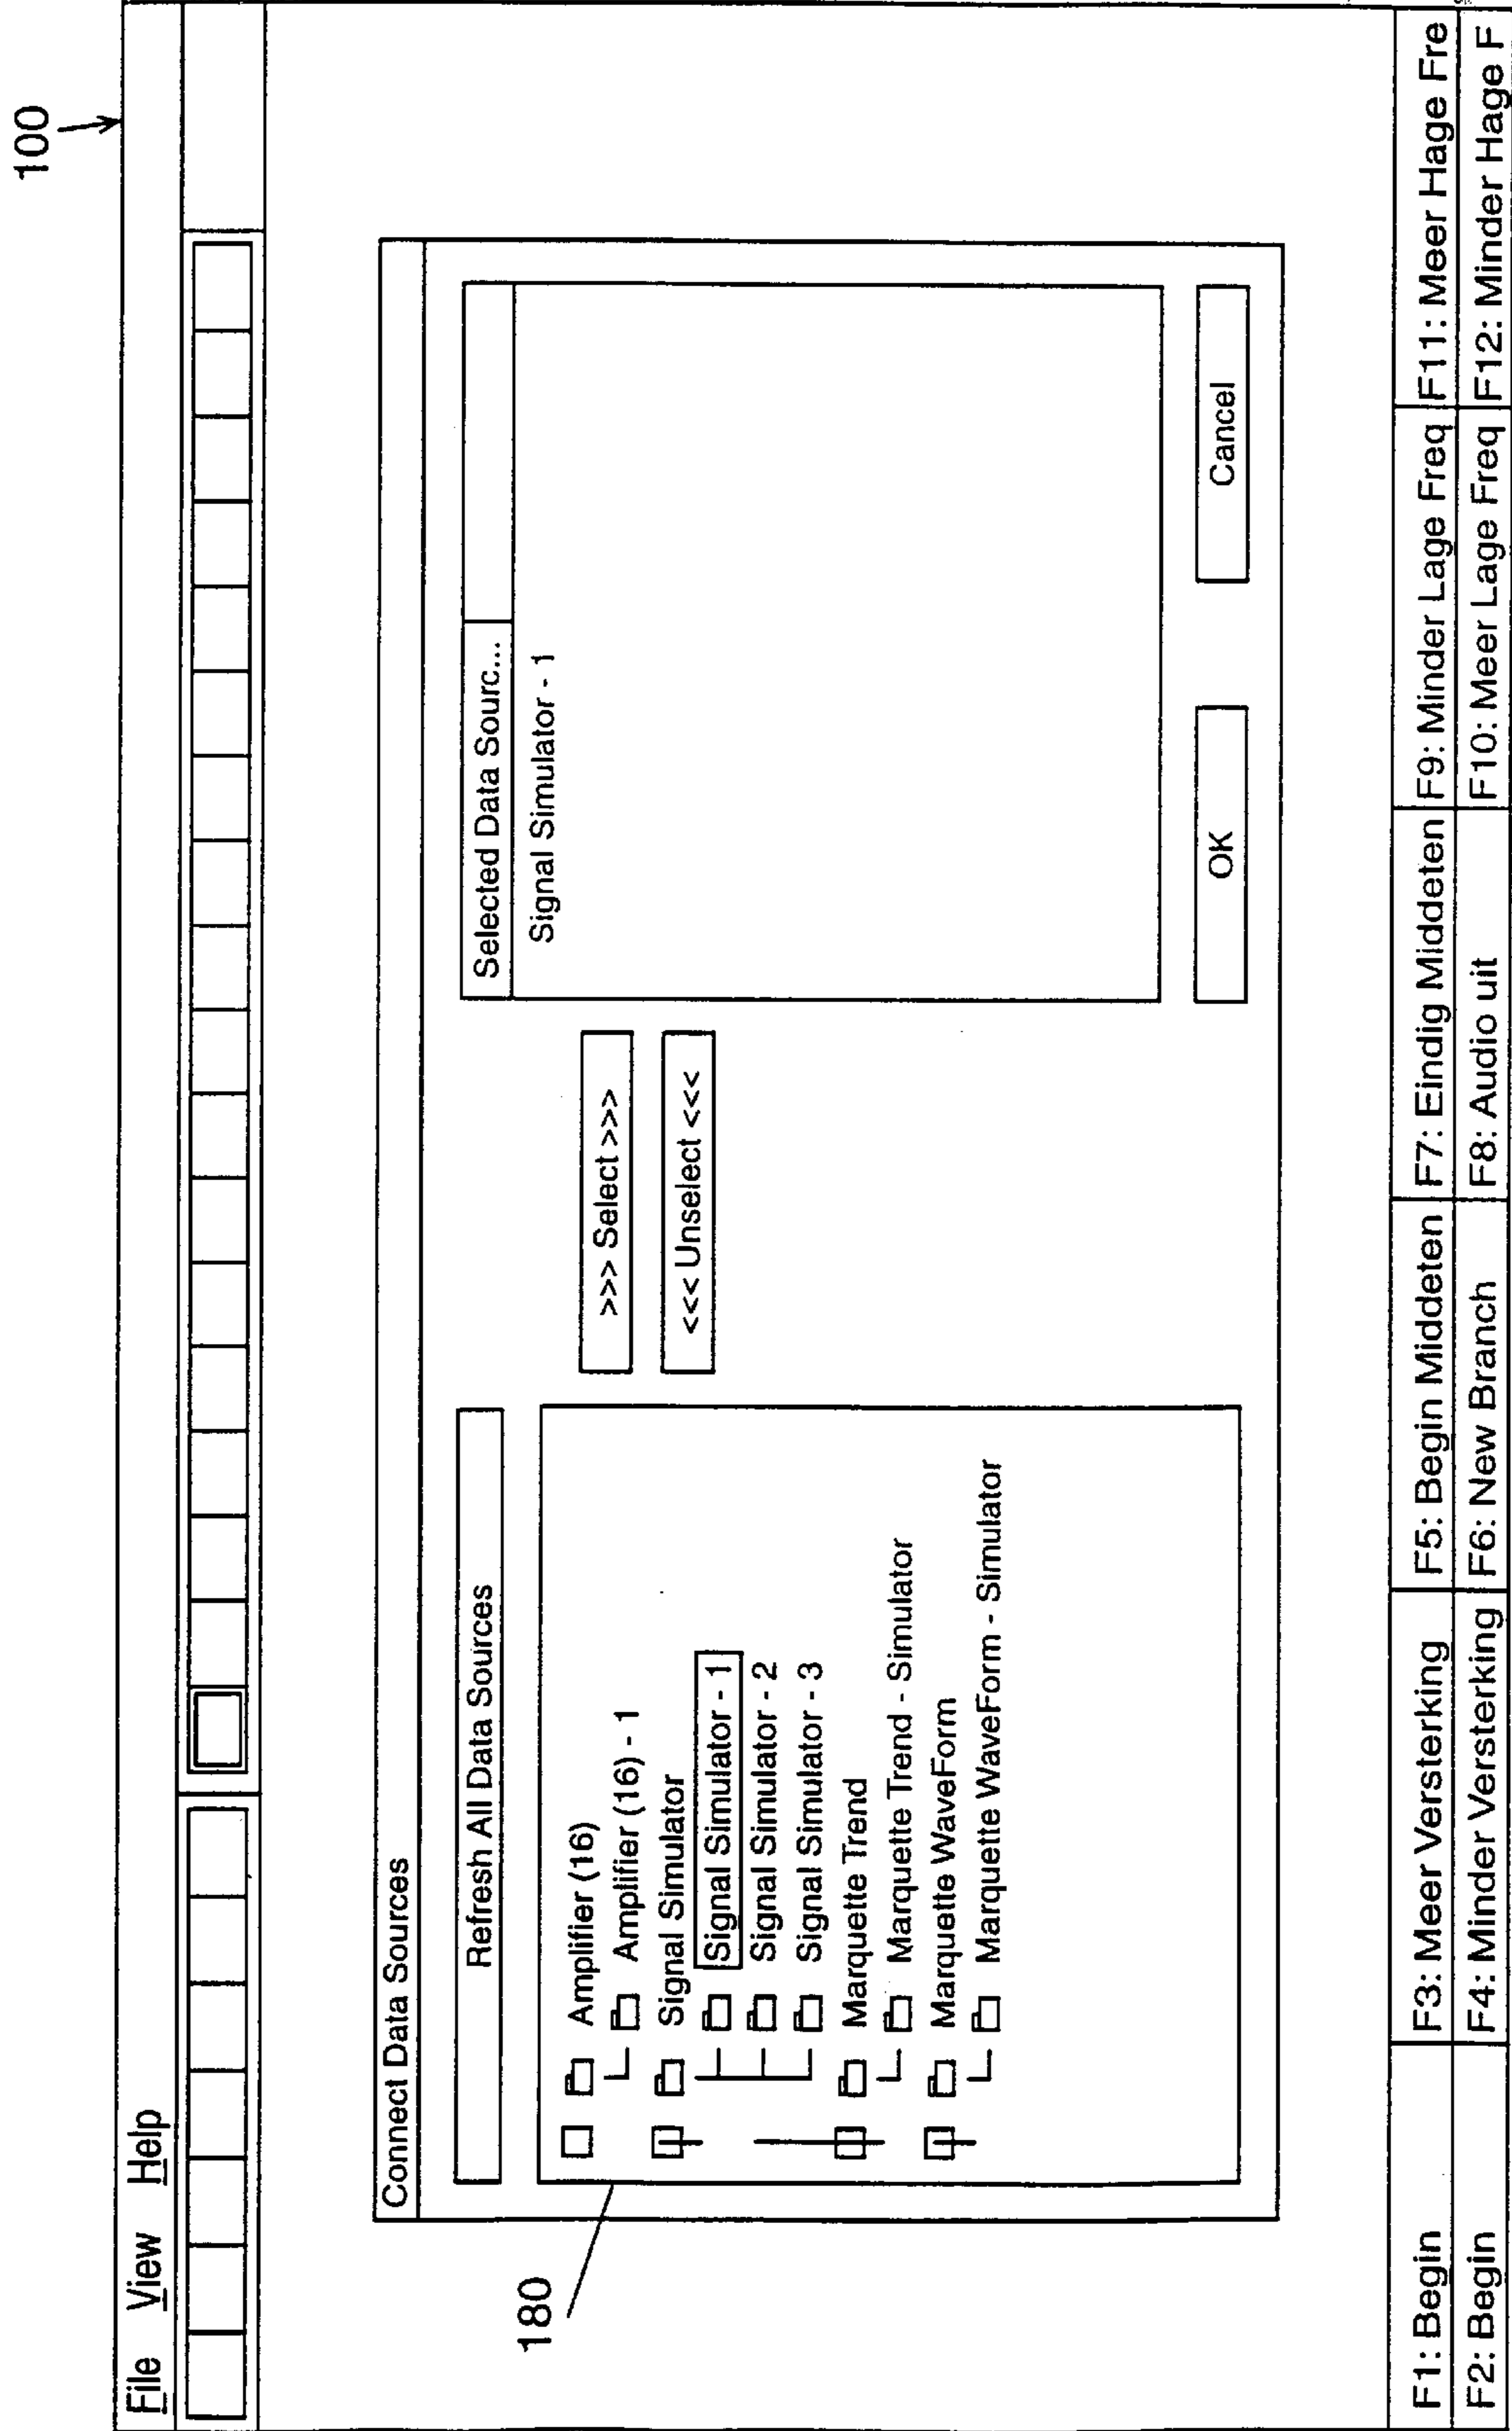 100
File View Help
Connect Data Sources
Refresh All Data Sources
180
Amplifier (16)
Amplifier (16) - 1
Signal Simulator
Signal Simulator - 1
Signal Simulator - 2
Signal Simulator - 3
Marquette Trend
Marquette Trend - Simulator
Marquette WaveForm
Marquette WaveForm - Simulator
>>> Select >>>
<<< Unselect <<<
Selected Data Sourc...
Signal Simulator - 1
OK
Cancel
F1: Begin F3: Meer Versterking F5: Begin Middeten F7: Eindig Middeten F9: Minder Lage Freq F11: Meer Hage Fre
F2: Begin F4: Minder Versterking F6: New Branch F8: Audio uit F10: Meer Lage Freq F12: Minder Hage F